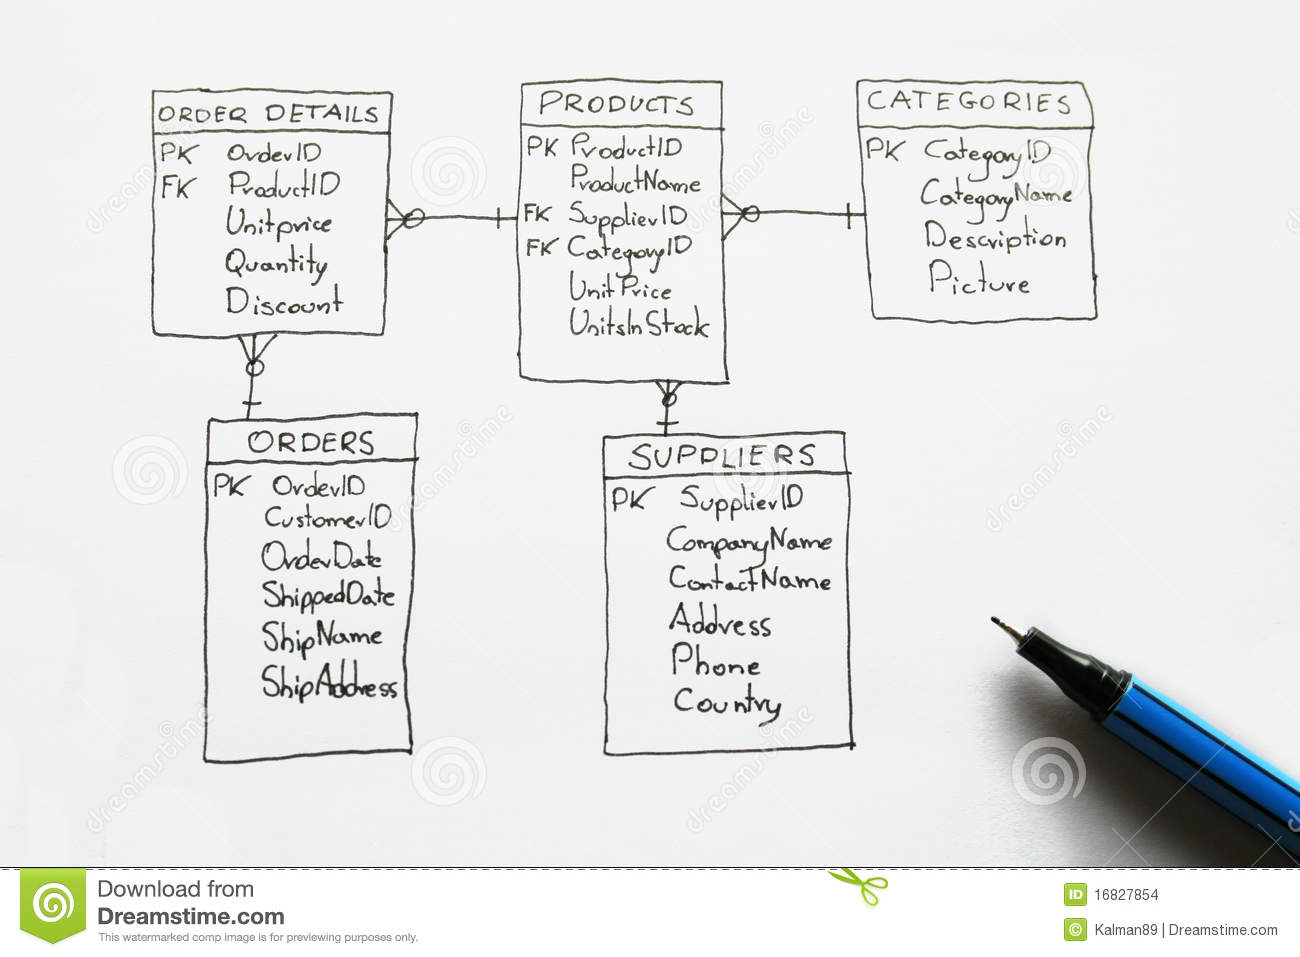 ORDER DETAILS
PK OrderID
FK ProductID
Unitprice
Quantity
Discount
PRODUCTS
PK ProductID
ProductName
FK SupplierID
FK CategoryID
UnitPrice
UnitsInStock
CATEGORIES
PK CategoryID
CategoryName
Description
Picture
ORDERS
PK OrderID
CustomerID
OrderDate
ShippedDate
ShipName
ShipAddress
SUPPLIERS
PK SupplierID
CompanyName
ContactName
Address
Phone
Country
Download from
Dreamstime.com
This watermarked comp image is for previewing purposes only.
ID 16827854
© Kalman89 | Dreamstime.com